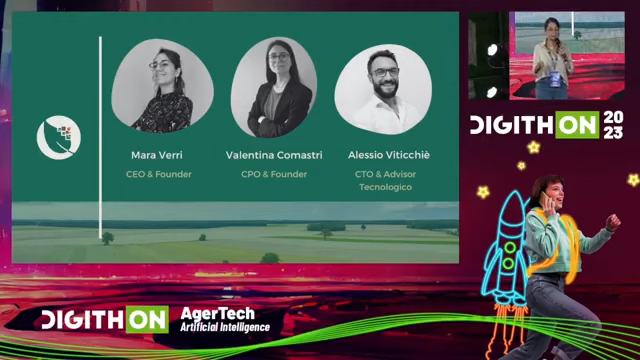 Mara Verri
CEO & Founder
Valentina Comastri
CPO & Founder
Alessio Viticchiè
CTO & Advisor
Tecnologico
DIGITHON 2023
DIGITHON
AgerTech
Artificial Intelligence